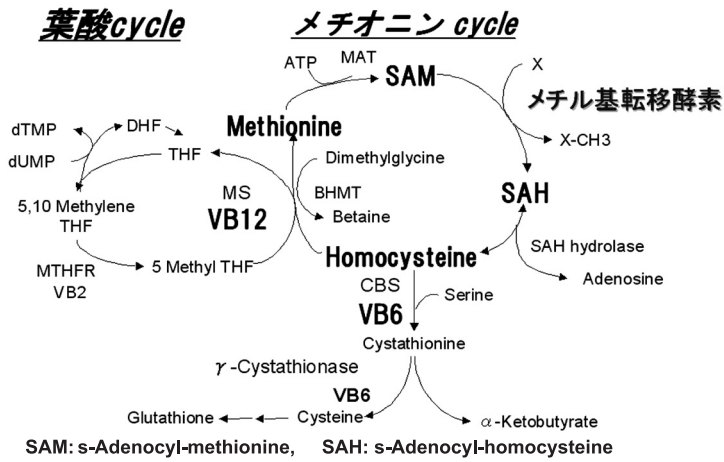 葉酸cycle
メチオニン cycle
ATP
MAT
SAM
X
メチル基転移酵素
X-CH3
dTMP
DHF
dUMP
THF
Methionine
Dimethylglycine
MS
BHMT
VB12
Betaine
SAH
5,10 Methylene
THF
MTHFR
VB2
5 Methyl THF
Homocysteine
SAH hydrolase
Adenosine
CBS
VB6
Serine
Cystathionine
γ-Cystathionase
VB6
Glutathione
Cysteine
α-Ketobutyrate
SAM: s-Adenocyl-methionine, SAH: s-Adenocyl-homocysteine